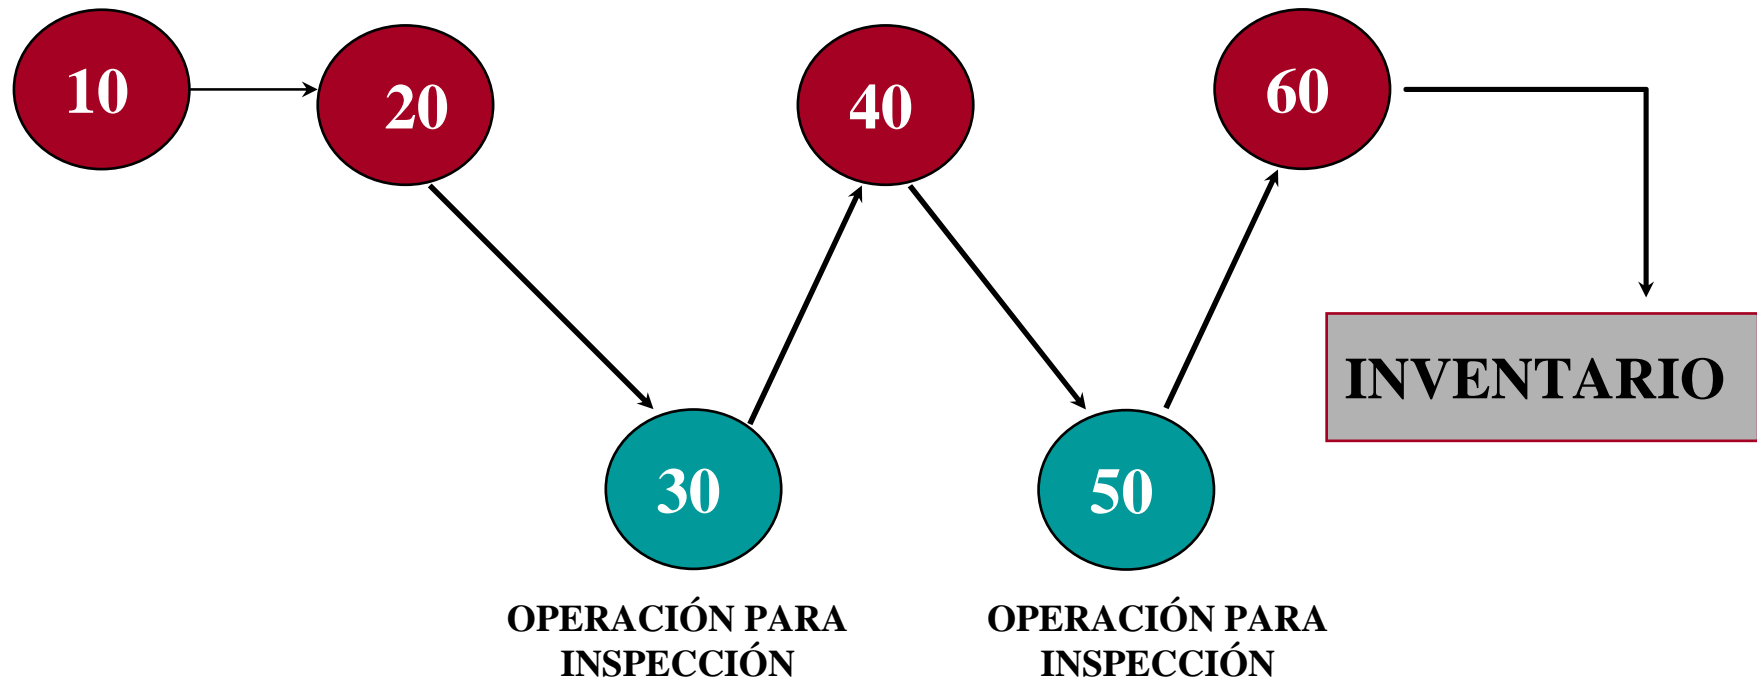 10
20
40
60
INVENTARIO
30
50
OPERACIÓN PARA
INSPECCIÓN
OPERACIÓN PARA
INSPECCIÓN